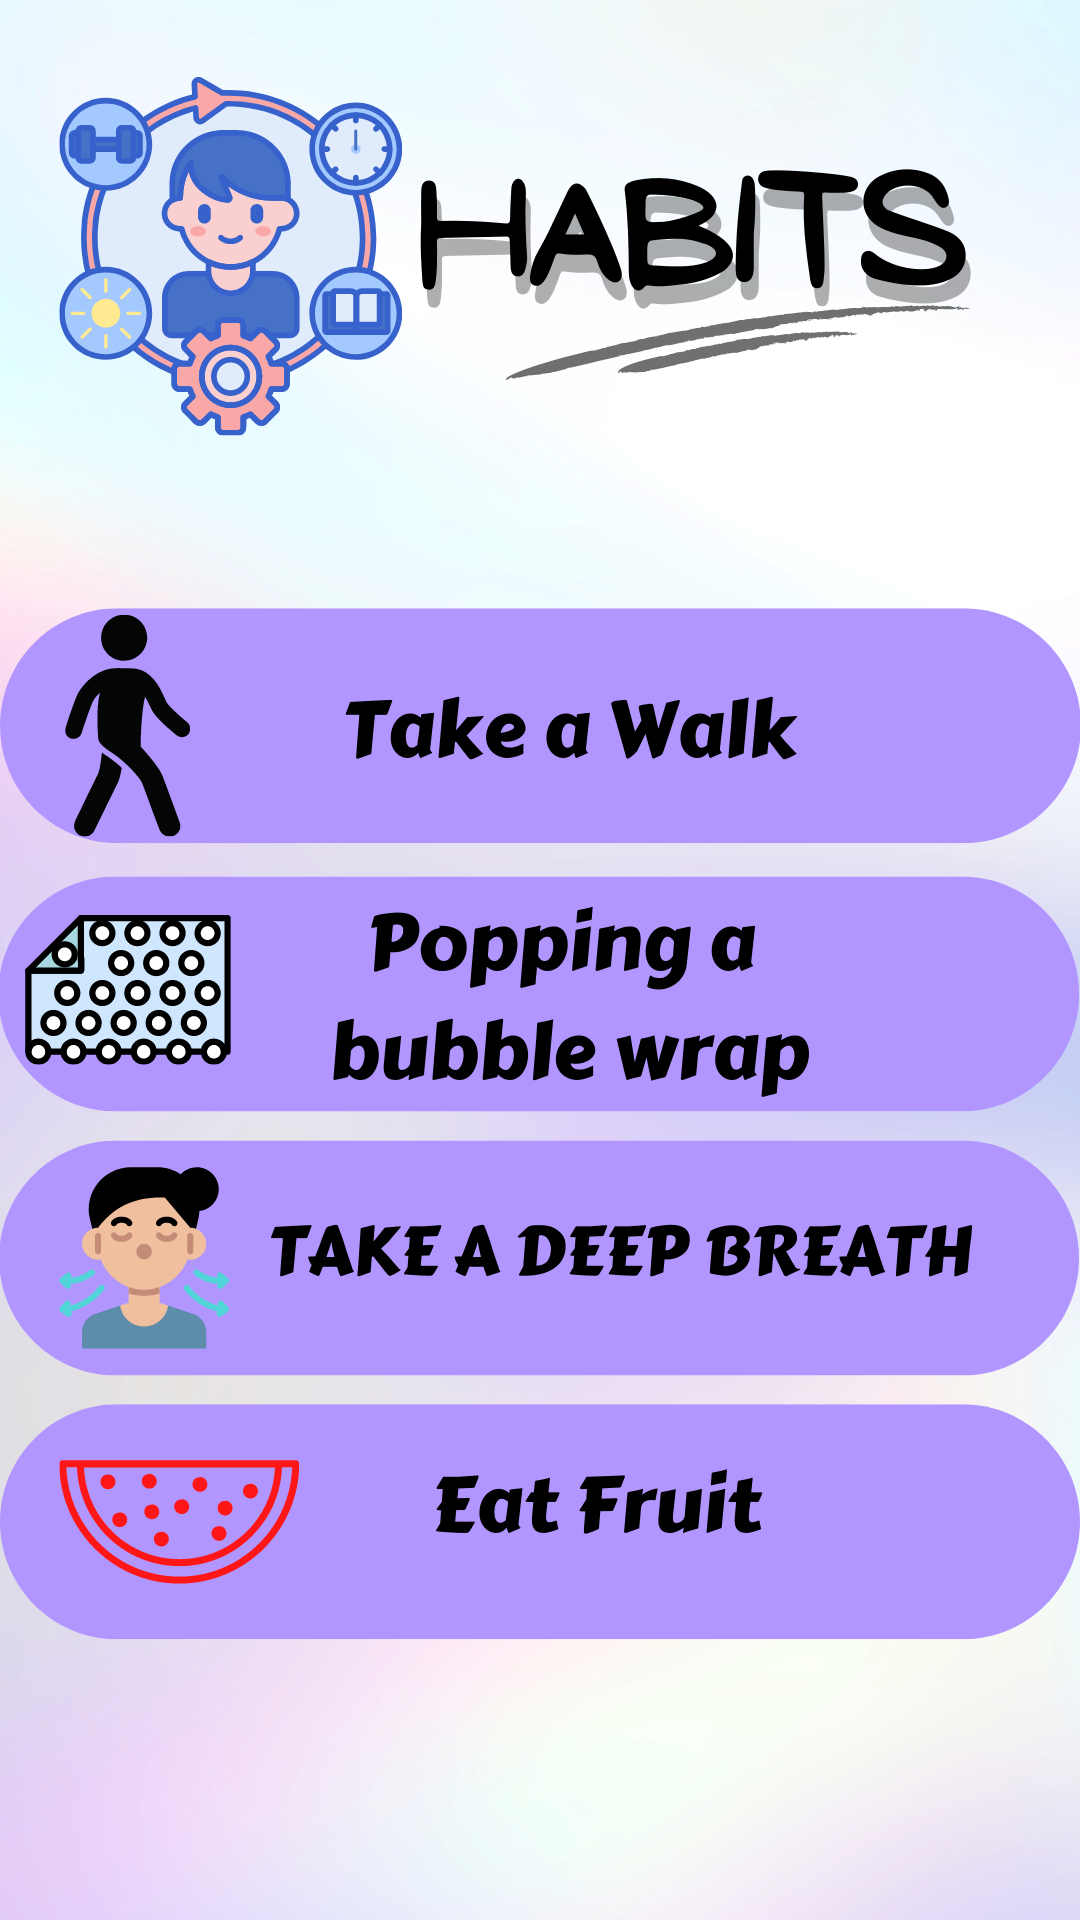 HABITS
Take a Walk
Popping a
bubble wrap
TAKE A DEEP BREATH
Eat Fruit